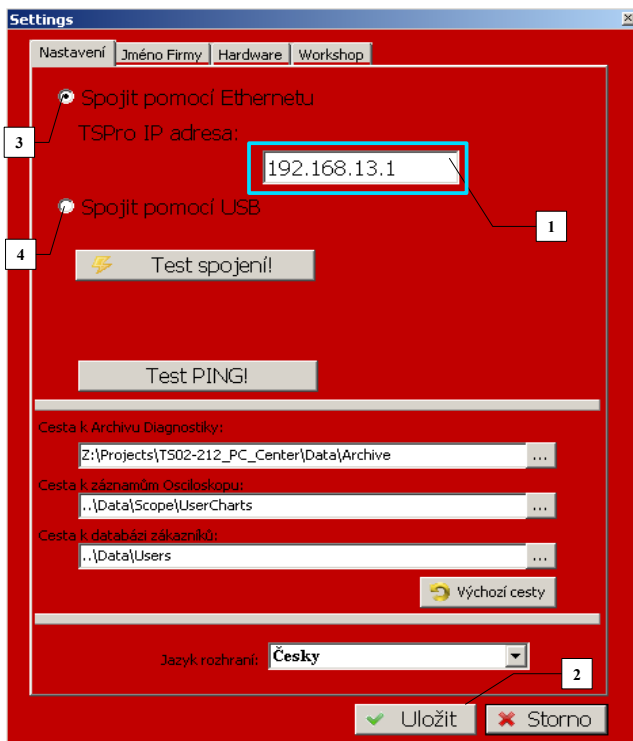 Settings
Nastavení Jméno Firmy Hardware Workshop
Spojit pomocí Ethernetu
3
TSPro IP adresa:
192.168.13.1
Spojit pomocí USB
1
4
Test spojení!
Test PING!
Cesta k Archivu Diagnostiky:
Z:\Projects\TS02-212_PC_Center\Data\Archive ...
Cesta k záznamům Osciloskopu:
..\Data\Scope\UserCharts ...
Cesta k databázi zákazníků:
..\Data\Users ...
Výchozí cesty
Jazyk rozhraní: Česky
2
Uložit Storno